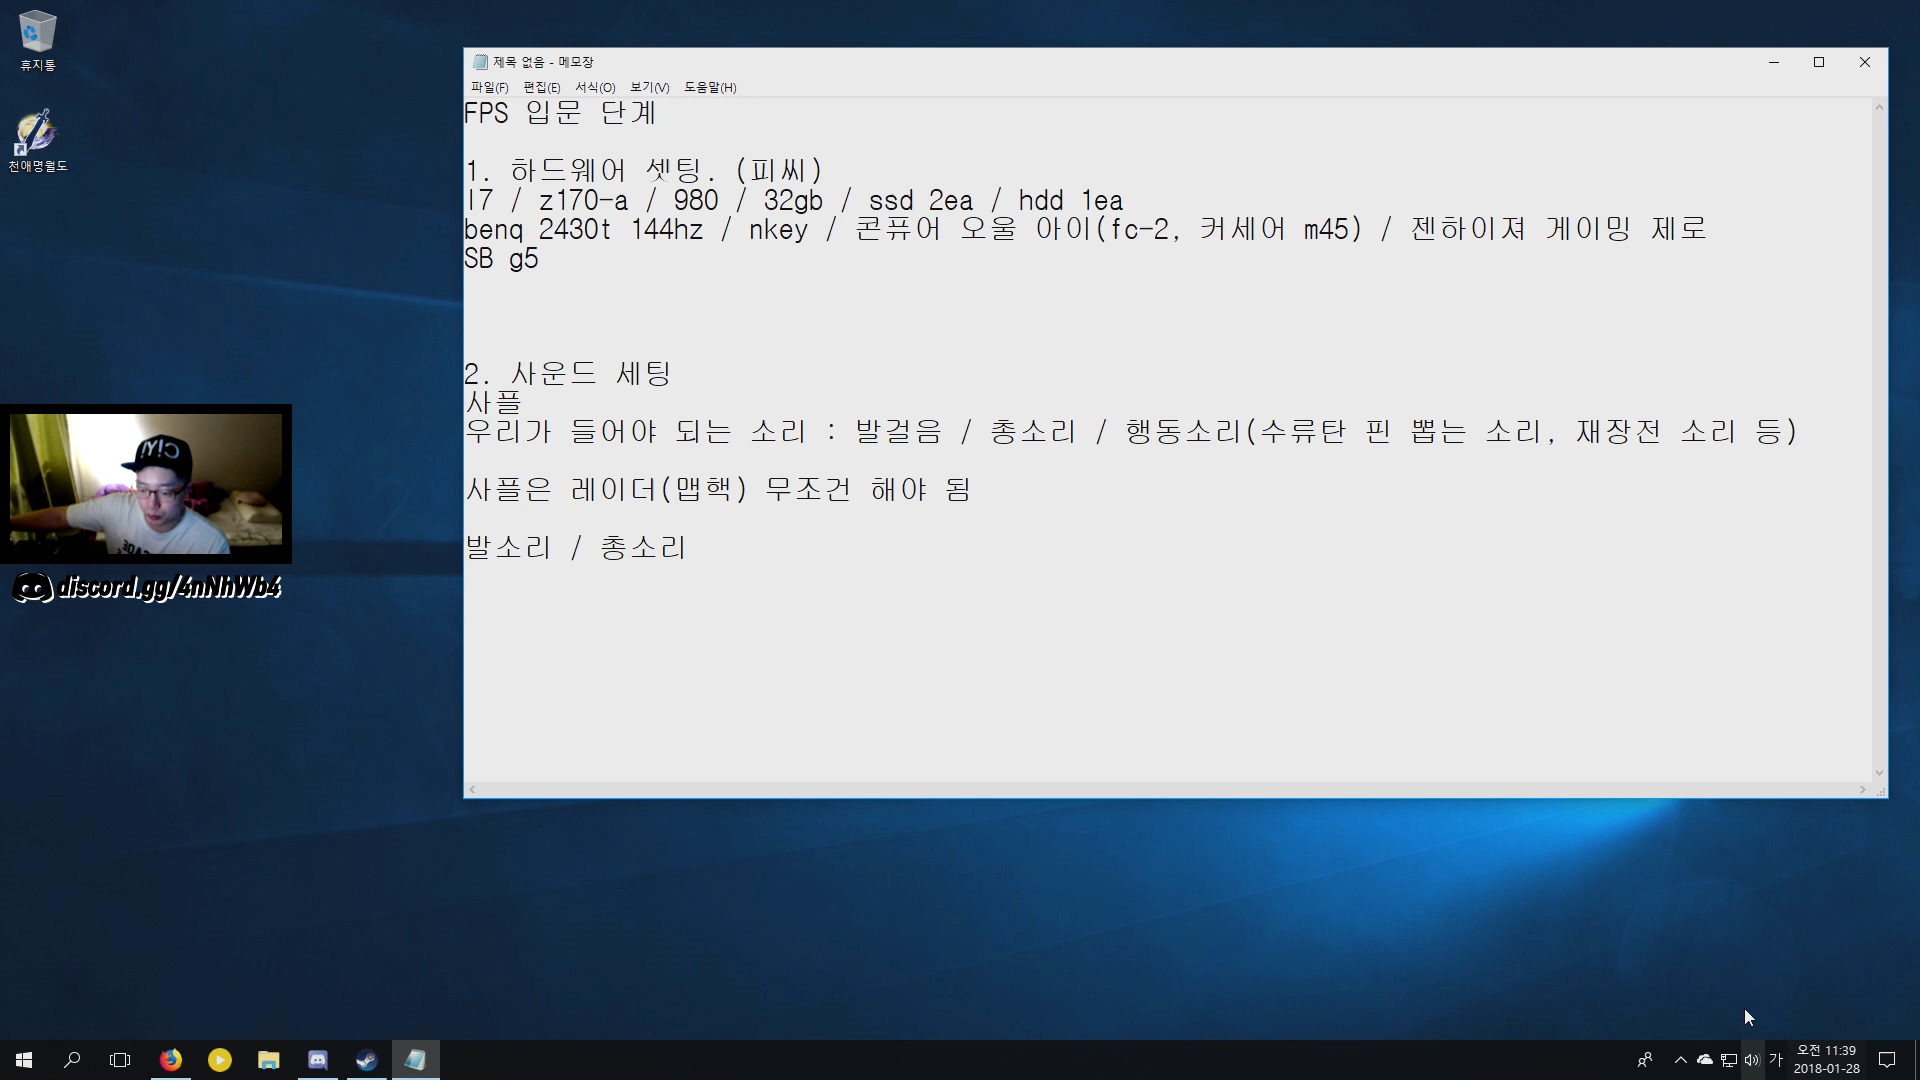 휴지통
천애명월도
제목 없음 - 메모장
파일(F) 편집(E) 서식(O) 보기(V) 도움말(H)
FPS 입문 단계
1. 하드웨어 셋팅. (피씨)
I7 / z170-a / 980 / 32gb / ssd 2ea / hdd 1ea
benq 2430t 144hz / nkey / 콘퓨어 오울 아이(fc-2, 커세어 m45) / 젠하이져 게이밍 제로
SB g5
2. 사운드 세팅
사플
우리가 들어야 되는 소리 : 발걸음 / 총소리 / 행동소리(수류탄 핀 뽑는 소리, 재장전 소리 등)
사플은 레이더(맵핵) 무조건 해야 됨
발소리 / 총소리
discord.gg/4nNhWb4
가
오전 11:39
2018-01-28